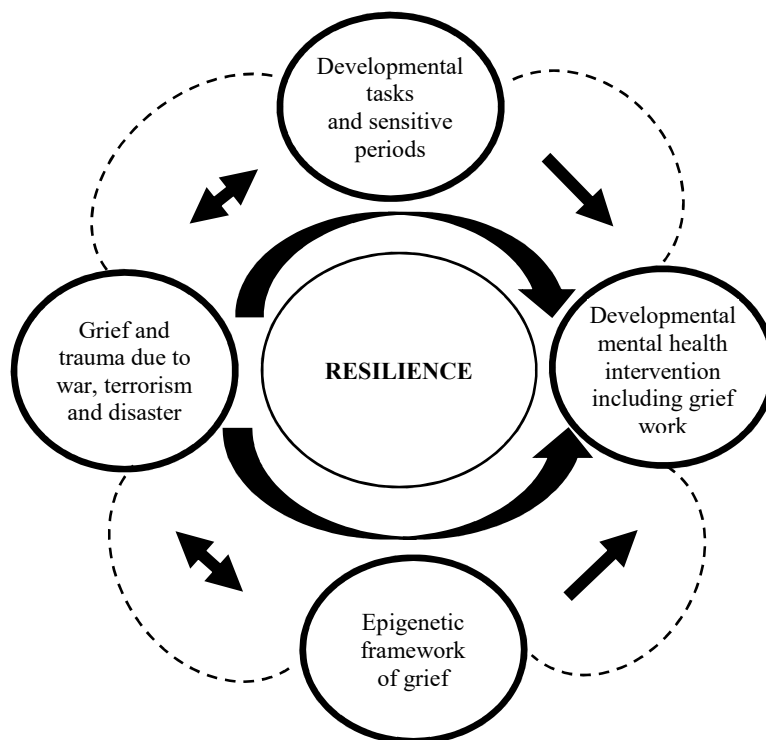 Developmental
tasks
and sensitive
periods
Grief and
trauma due to
war, terrorism
and disaster
RESILIENCE
Developmental
mental health
intervention
including grief
work
Epigenetic
framework
of grief